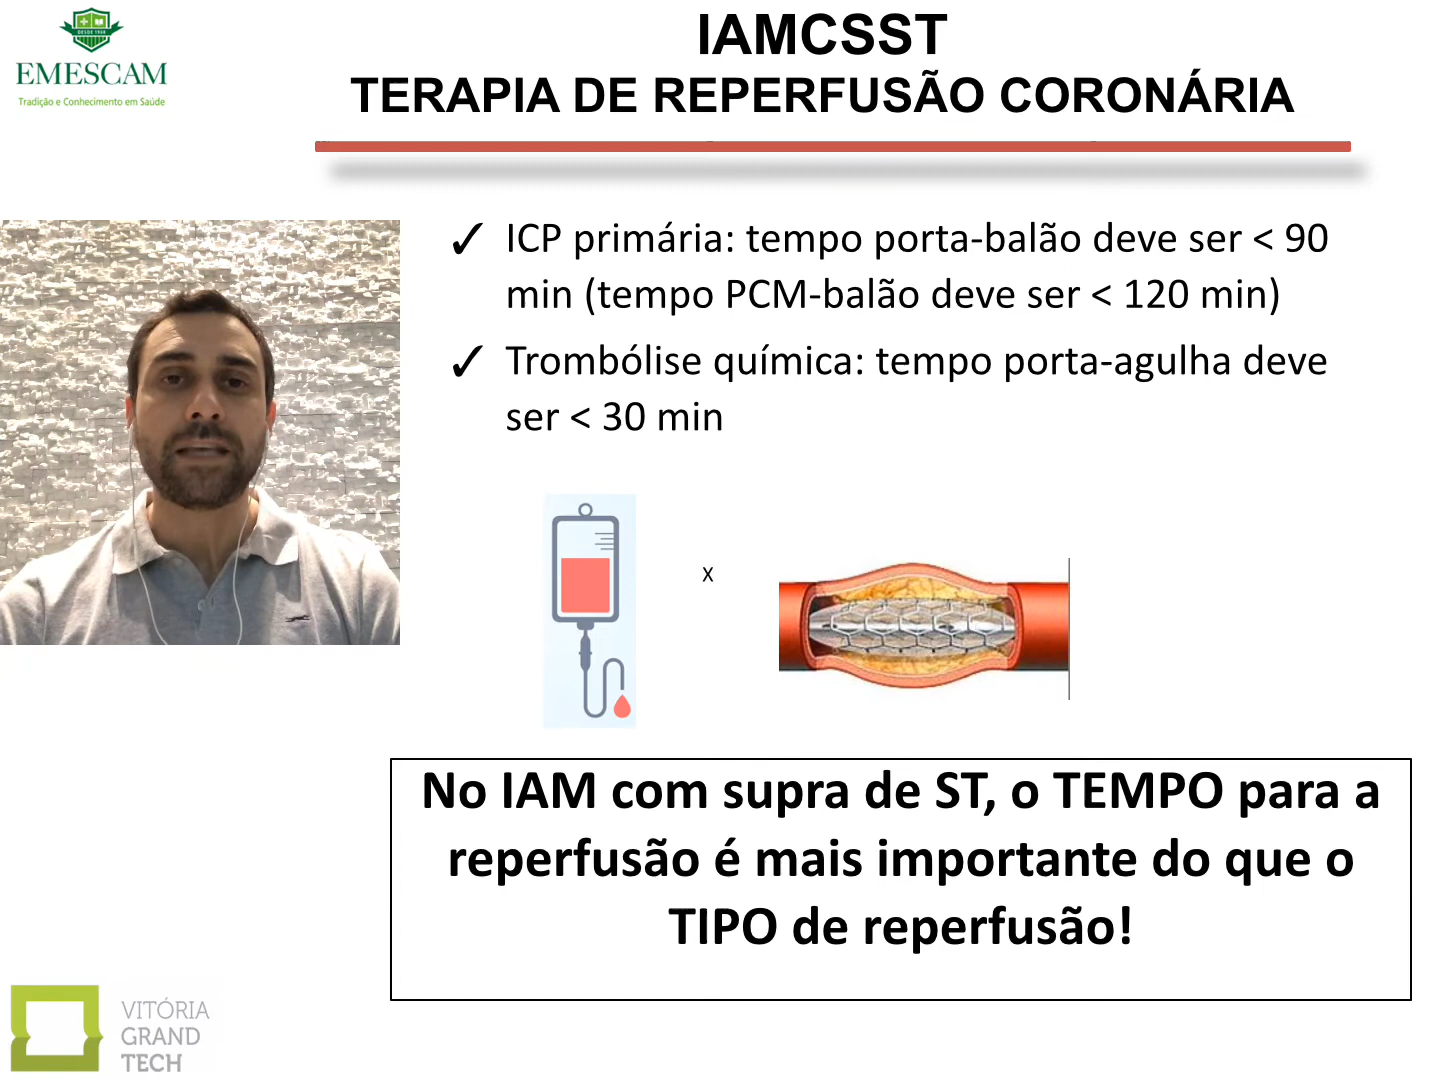 DESDE 1968
EMESCAM
Tradição e Conhecimento em Saúde
IAMCSST
TERAPIA DE REPERFUSÃO CORONÁRIA
✓ ICP primária: tempo porta-balão deve ser < 90
min (tempo PCM-balão deve ser < 120 min)
✓ Trombólise química: tempo porta-agulha deve
ser < 30 min
X
No IAM com supra de ST, o TEMPO para a
reperfusão é mais importante do que o
TIPO de reperfusão!
VITÓRIA
GRAND
TECH